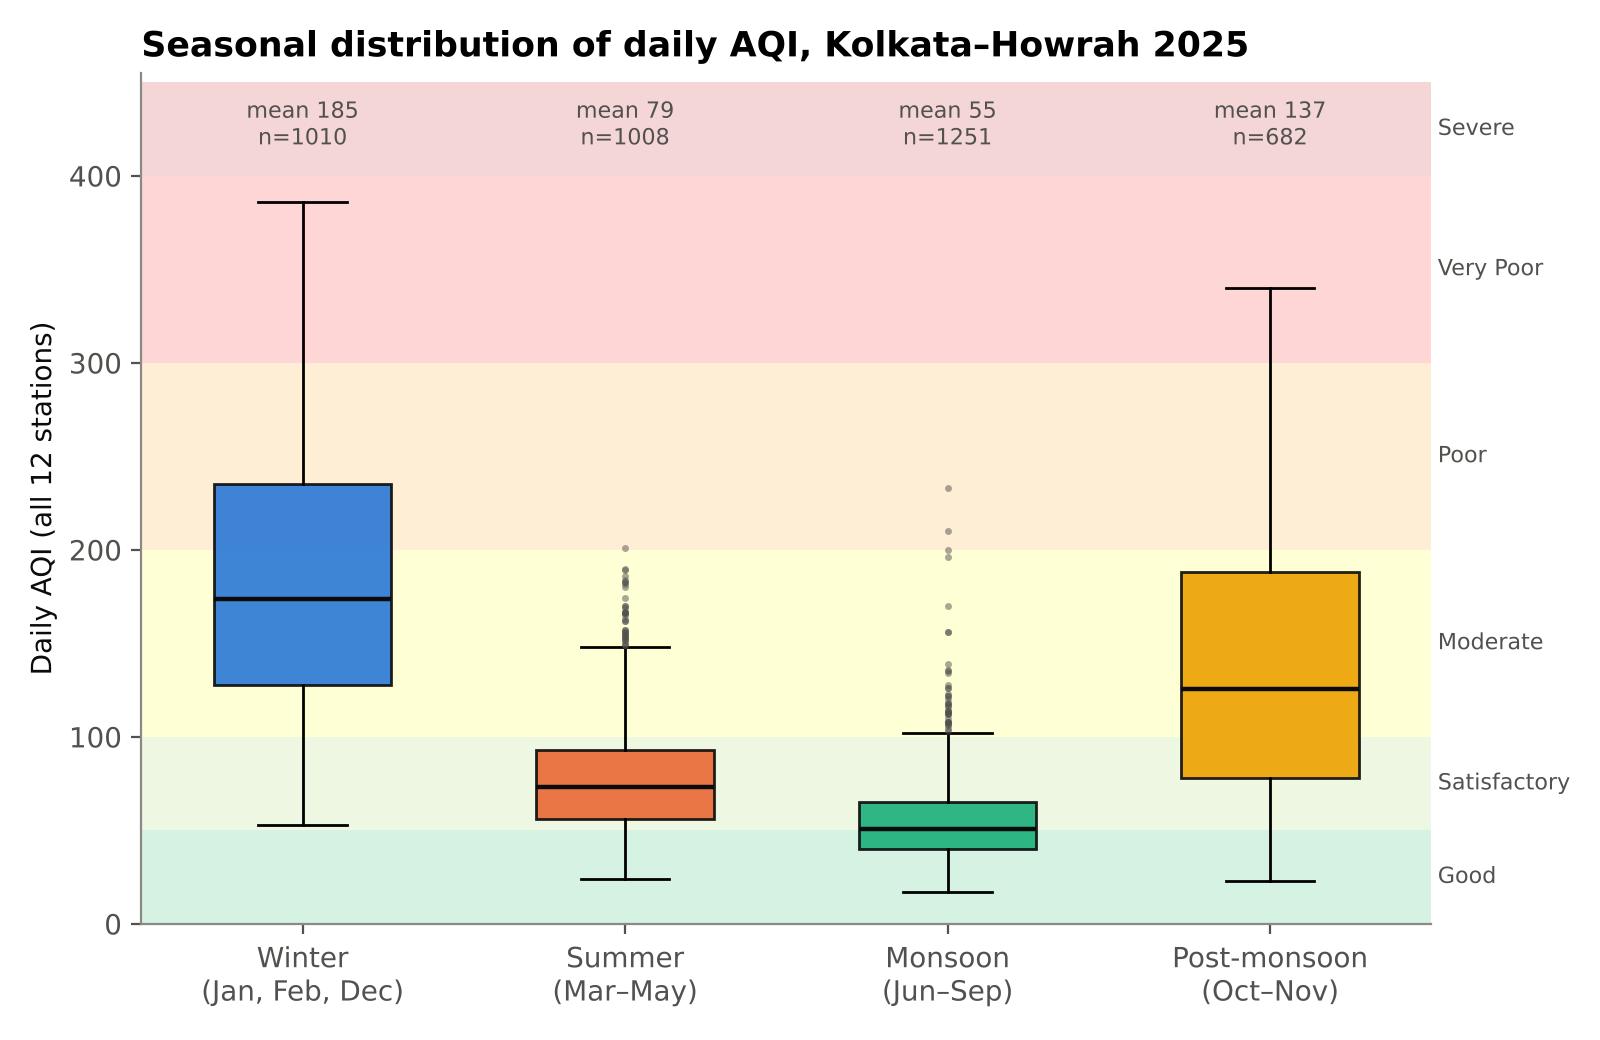 Seasonal distribution of daily AQI, Kolkata–Howrah 2025
mean 185
n=1010
mean 79
n=1008
mean 55
n=1251
mean 137
n=682
Severe
Very Poor
Poor
Moderate
Satisfactory
Good
Daily AQI (all 12 stations)
400
300
200
100
0
Winter
(Jan, Feb, Dec)
Summer
(Mar–May)
Monsoon
(Jun–Sep)
Post-monsoon
(Oct–Nov)